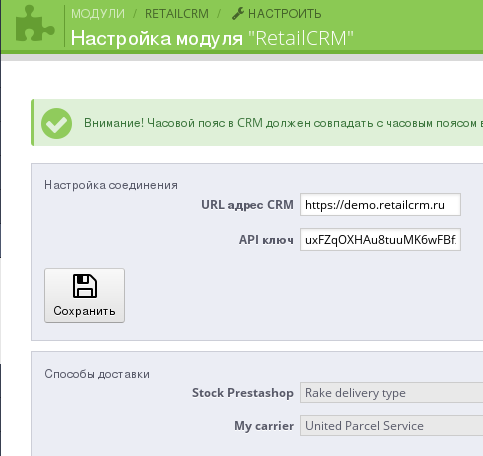 МОДУЛИ / RETAILCRM / НАСТРОИТЬ
Настройка модуля "RetailCRM"
Внимание! Часовой пояс в CRM должен совпадать с часовым поясом в
Настройка соединения
URL адрес CRM https://demo.retailcrm.ru
API ключ uxFZqOXHAu8tuuMK6wFBf
Сохранить
Способы доставки
Stock Prestashop Rake delivery type
My carrier United Parcel Service